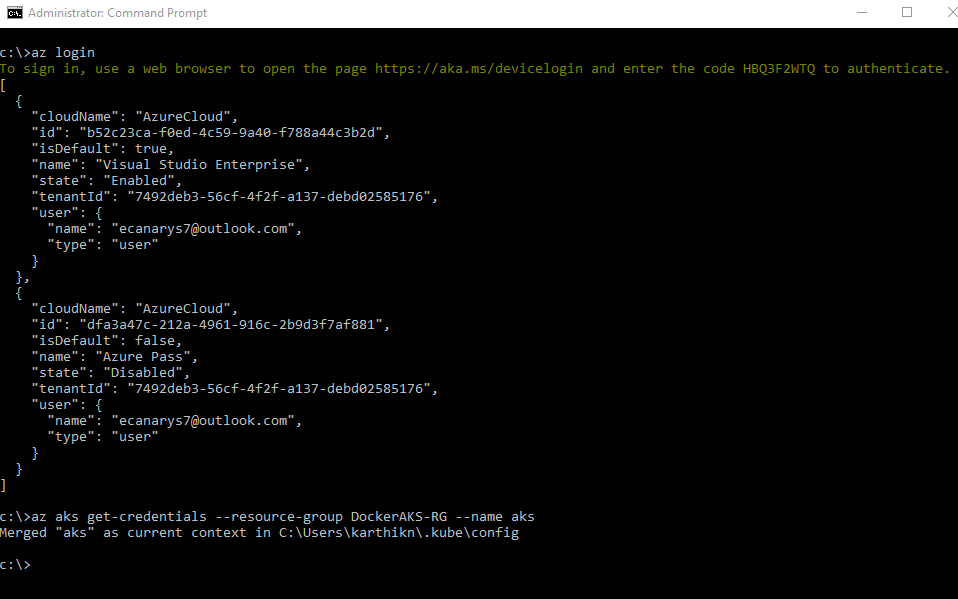 Administrator: Command Prompt
c:\>az login
To sign in, use a web browser to open the page https://aka.ms/devicelogin and enter the code HBQ3F2WTQ to authenticate.
[
  {
    "cloudName": "AzureCloud",
    "id": "b52c23ca-f0ed-4c59-9a40-f788a44c3b2d",
    "isDefault": true,
    "name": "Visual Studio Enterprise",
    "state": "Enabled",
    "tenantId": "7492deb3-56cf-4f2f-a137-debd02585176",
    "user": {
      "name": "ecanarys7@outlook.com",
      "type": "user"
    }
  },
  {
    "cloudName": "AzureCloud",
    "id": "dfa3a47c-212a-4961-916c-2b9d3f7af881",
    "isDefault": false,
    "name": "Azure Pass",
    "state": "Disabled",
    "tenantId": "7492deb3-56cf-4f2f-a137-debd02585176",
    "user": {
      "name": "ecanarys7@outlook.com",
      "type": "user"
    }
  }
]
c:\>az aks get-credentials --resource-group DockerAKS-RG --name aks
Merged "aks" as current context in C:\Users\karthikn\.kube\config
c:\>